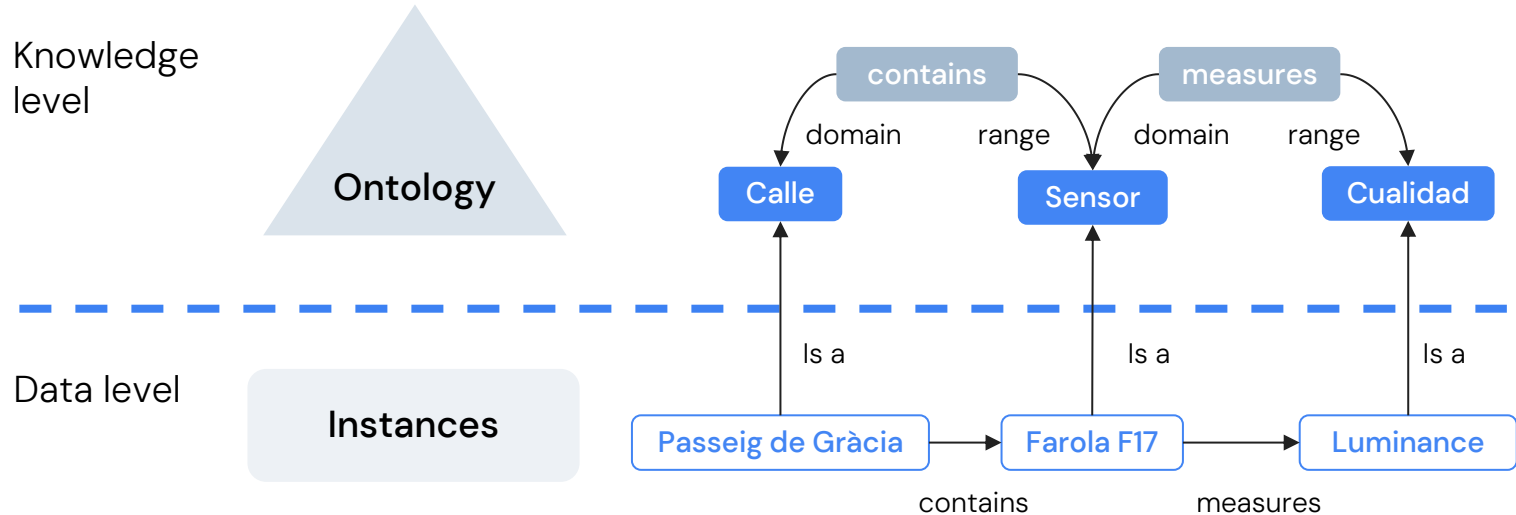 Knowledge
level
Ontology
contains
measures
domain
range
domain
range
Calle
Sensor
Cualidad
Is a
Is a
Is a
Data level
Instances
Passeig de Gràcia
Farola F17
Luminance
contains
measures